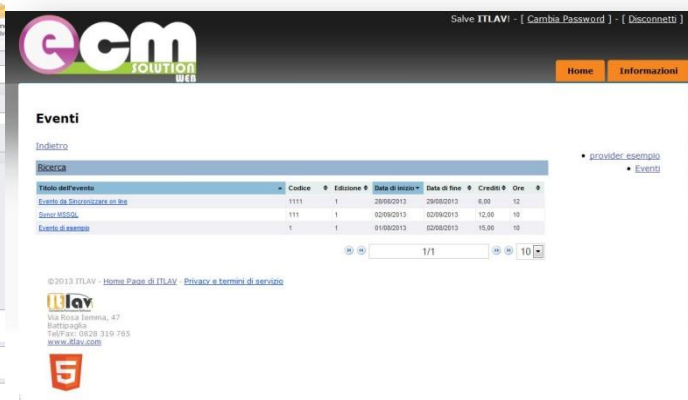 Salve ITLAV! - [ Cambia Password ] - [ Disconnetti ]
ecm
SOLUTION
WEB
Home Informazioni
Eventi
Indietro
• provider esempio
• Eventi
Ricerca
Titolo dell'evento Codice Edizione Data di inizio Data di fine Crediti Ore
Evento da Sincronizzare on line 1111 1 28/08/2013 29/08/2013 6,00 12
Syncr MSSQL 111 1 02/09/2013 02/09/2013 12,00 10
Evento di esempio 1 1 01/08/2013 02/08/2013 15,00 10
1/1 10
©2013 ITLAV - Home Page di ITLAV - Privacy e termini di servizio
itlav
Via Rosa Iemma, 47
Battipaglia
Tel/Fax: 0828 319 765
www.itlav.com
5